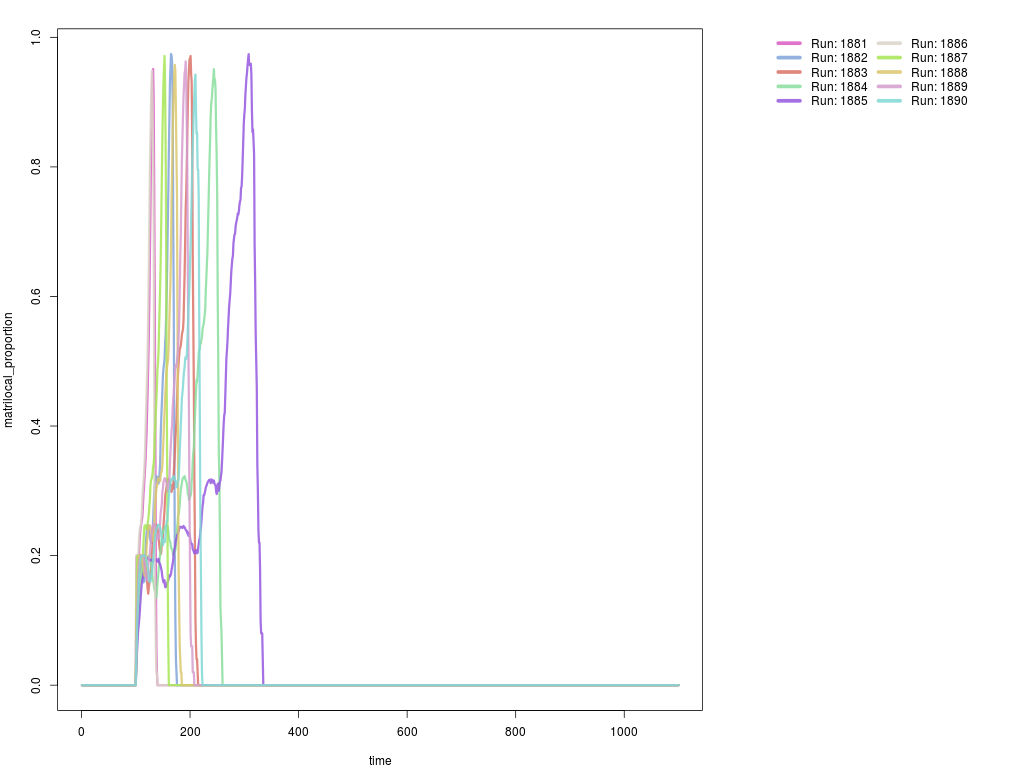 1.0
0.8
0.6
0.4
0.2
0.0
matrilocal_proportion
0 200 400 600 800 1000
time
Run: 1881 Run: 1886
Run: 1882 Run: 1887
Run: 1883 Run: 1888
Run: 1884 Run: 1889
Run: 1885 Run: 1890